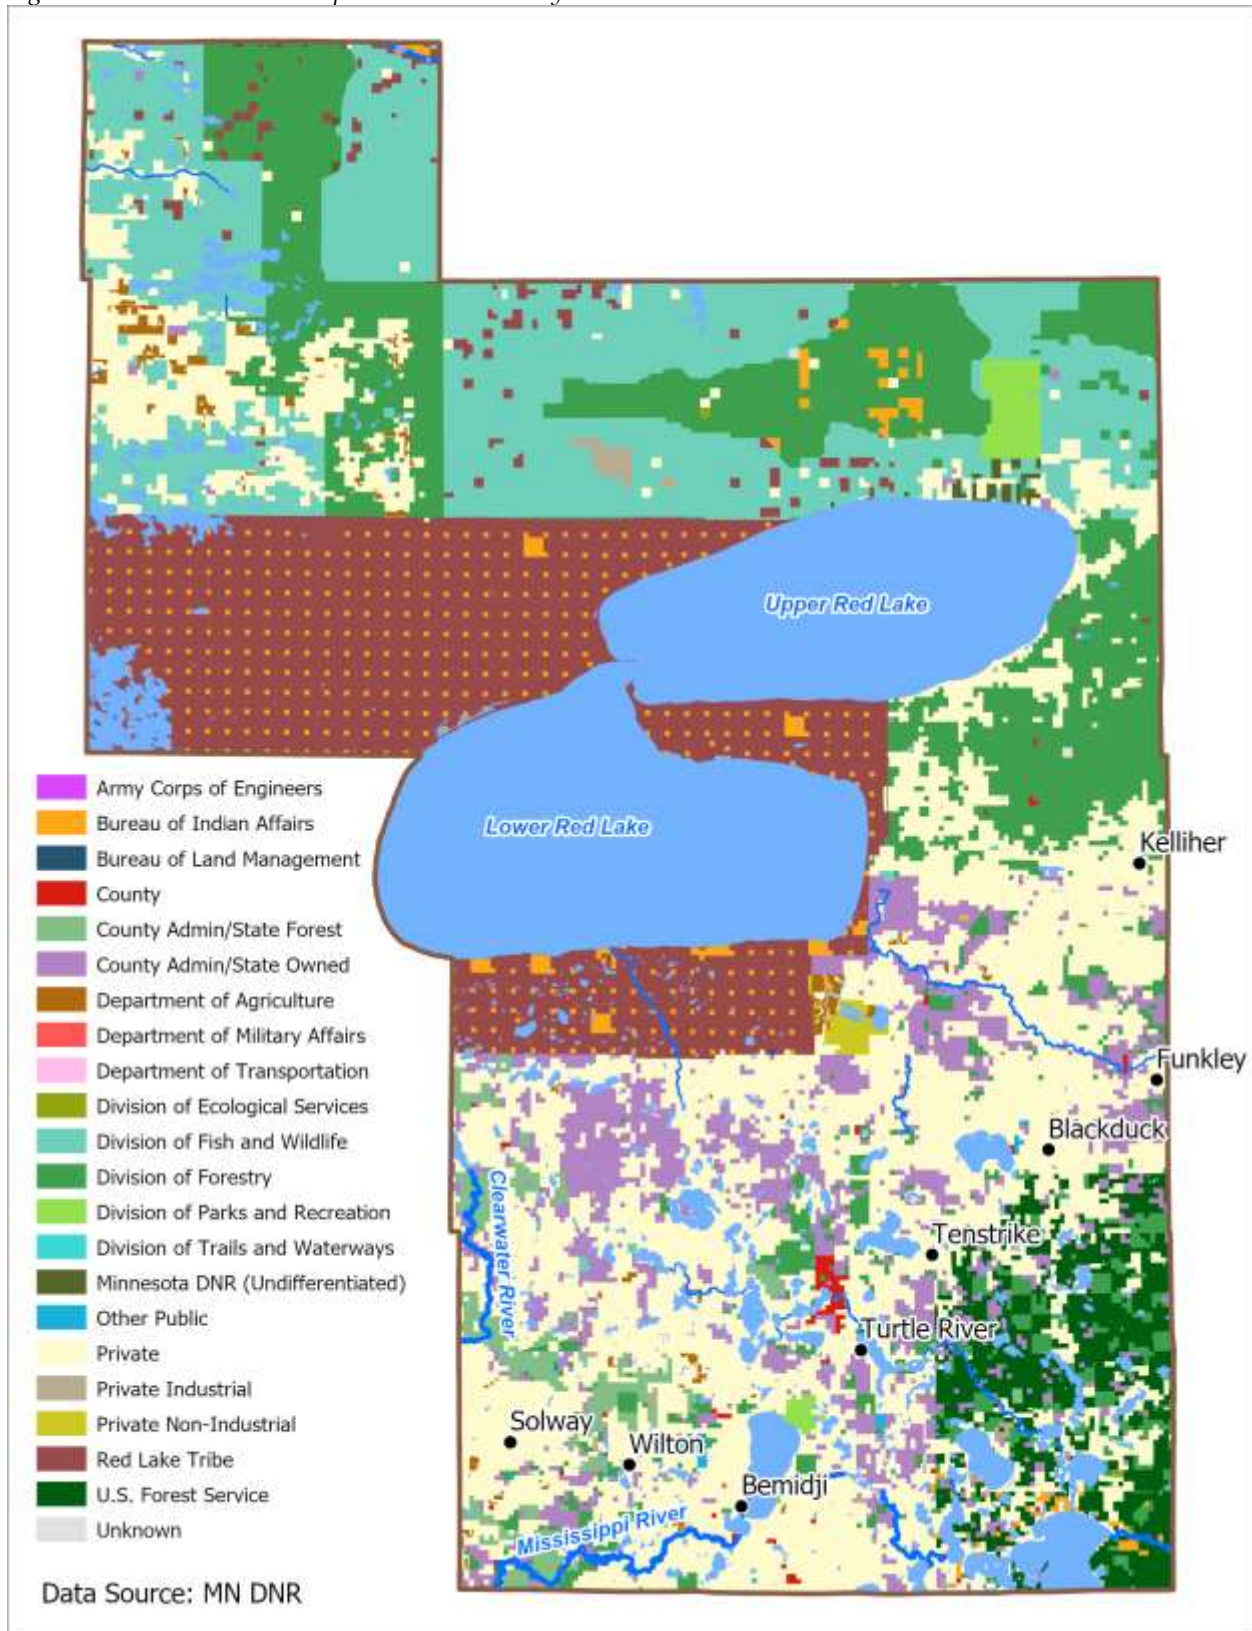 Upper Red Lake
Lower Red Lake
Army Corps of Engineers
Bureau of Indian Affairs
Bureau of Land Management
County
County Admin/State Forest
County Admin/State Owned
Department of Agriculture
Department of Military Affairs
Department of Transportation
Division of Ecological Services
Division of Fish and Wildlife
Division of Forestry
Division of Parks and Recreation
Division of Trails and Waterways
Minnesota DNR (Undifferentiated)
Other Public
Private
Private Industrial
Private Non-Industrial
Red Lake Tribe
U.S. Forest Service
Unknown
Kelliher
Funkley
Blackduck
Clearwater River
Tenstrike
Turtle River
Solway
Wilton
Bemidji
Mississippi River
Data Source: MN DNR